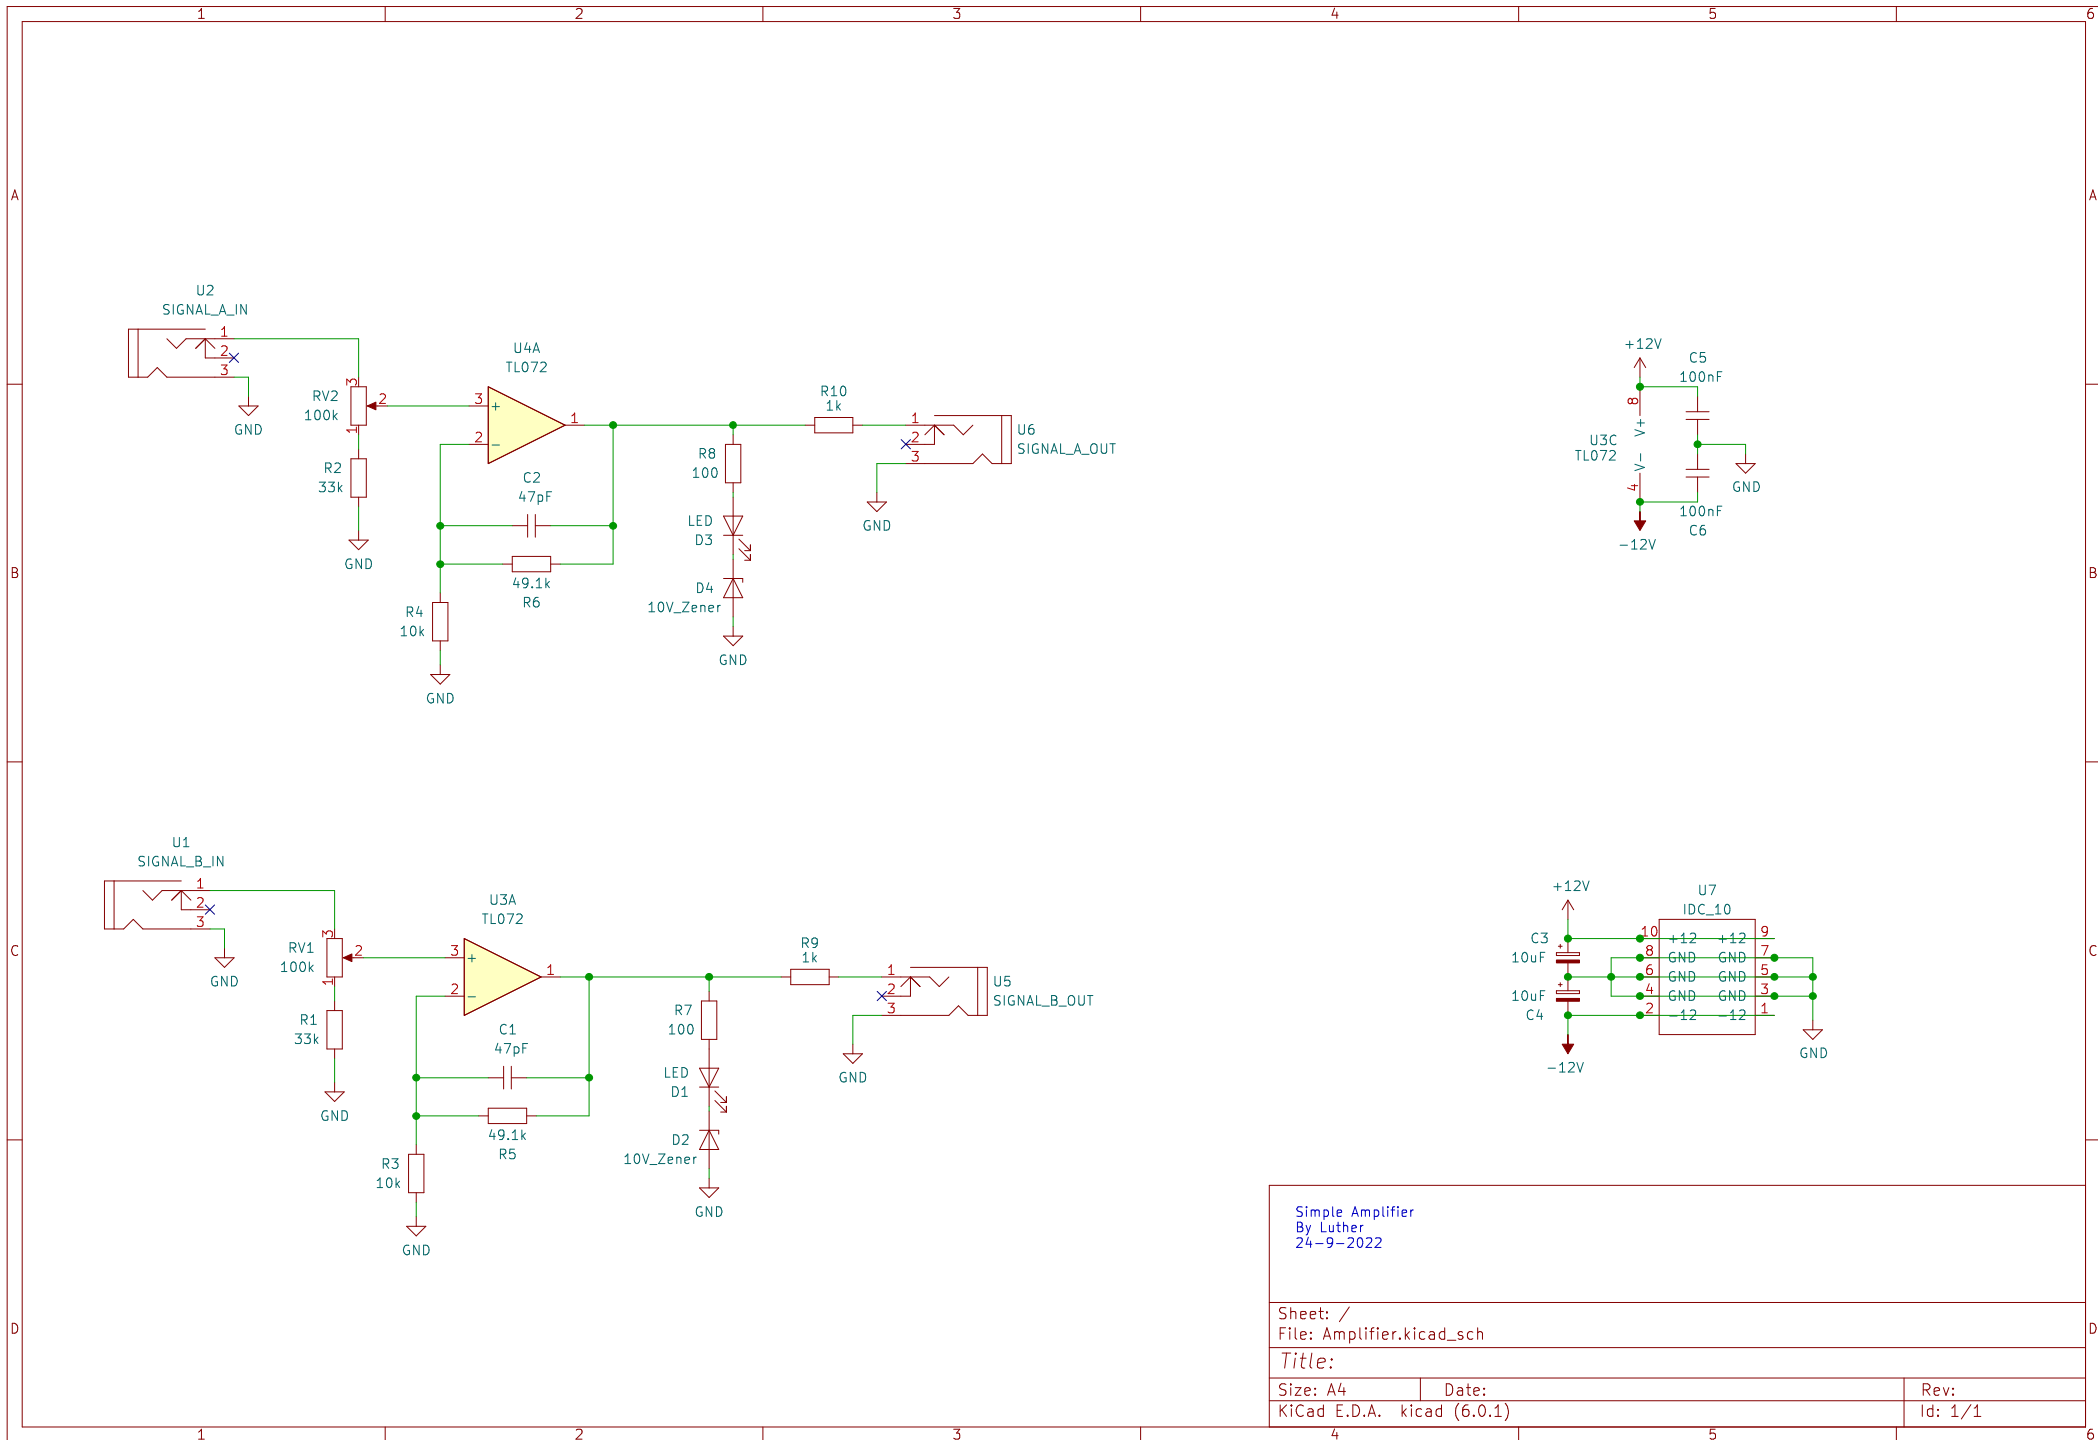 1 2 3 4 5 6
A
A
U2
SIGNAL_A_IN
1
2
3
GND
RV2
100k
3
2
1
R2
33k
GND
U4A
TL072
3
+
2
−
1
C2
47pF
49.1k
R6
R4
10k
GND
R8
100
LED
D3
D4
10V_Zener
GND
R10
1k
1
2
3
U6
SIGNAL_A_OUT
GND
+12V
C5
100nF
8
V+
U3C
TL072
V-
4
GND
100nF
C6
-12V
B
B
U1
SIGNAL_B_IN
1
2
3
GND
RV1
100k
3
2
1
R1
33k
GND
U3A
TL072
3
+
2
−
1
C1
47pF
49.1k
R5
R3
10k
GND
R7
100
LED
D1
D2
10V_Zener
GND
R9
1k
1
2
3
U5
SIGNAL_B_OUT
GND
+12V
U7
IDC_10
C3
10uF
10uF
C4
-12V
10 +12 +12 9
8 GND GND 7
6 GND GND 5
4 GND GND 3
2 -12 -12 1
GND
C
C
Simple Amplifier
By Luther
24-9-2022
Sheet: /
File: Amplifier.kicad_sch
Title:
Size: A4 Date: Rev:
KiCad E.D.A. kicad (6.0.1) Id: 1/1
D
D
1 2 3 4 5 6